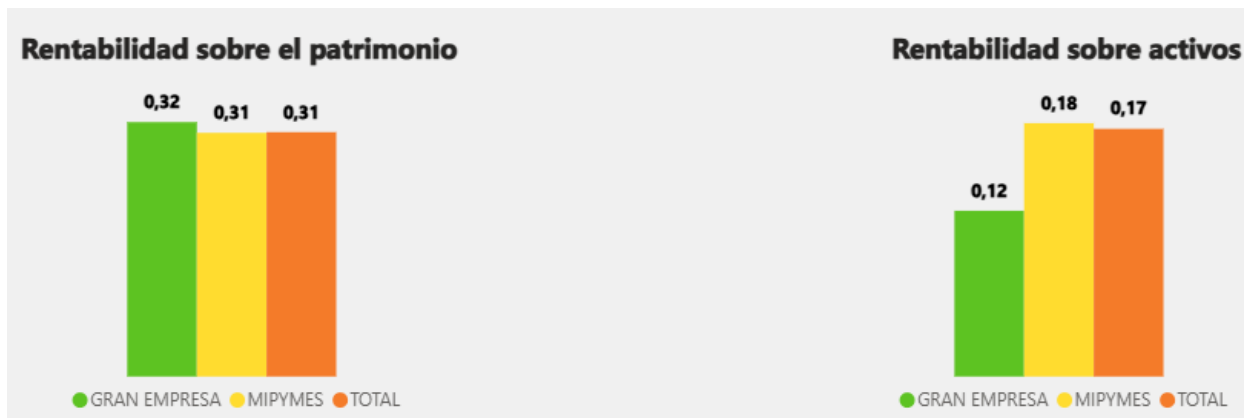 Rentabilidad sobre el patrimonio
0,32
0,31
0,31
GRAN EMPRESA MIPYMES TOTAL
Rentabilidad sobre activos
0,12
0,18
0,17
GRAN EMPRESA MIPYMES TOTAL